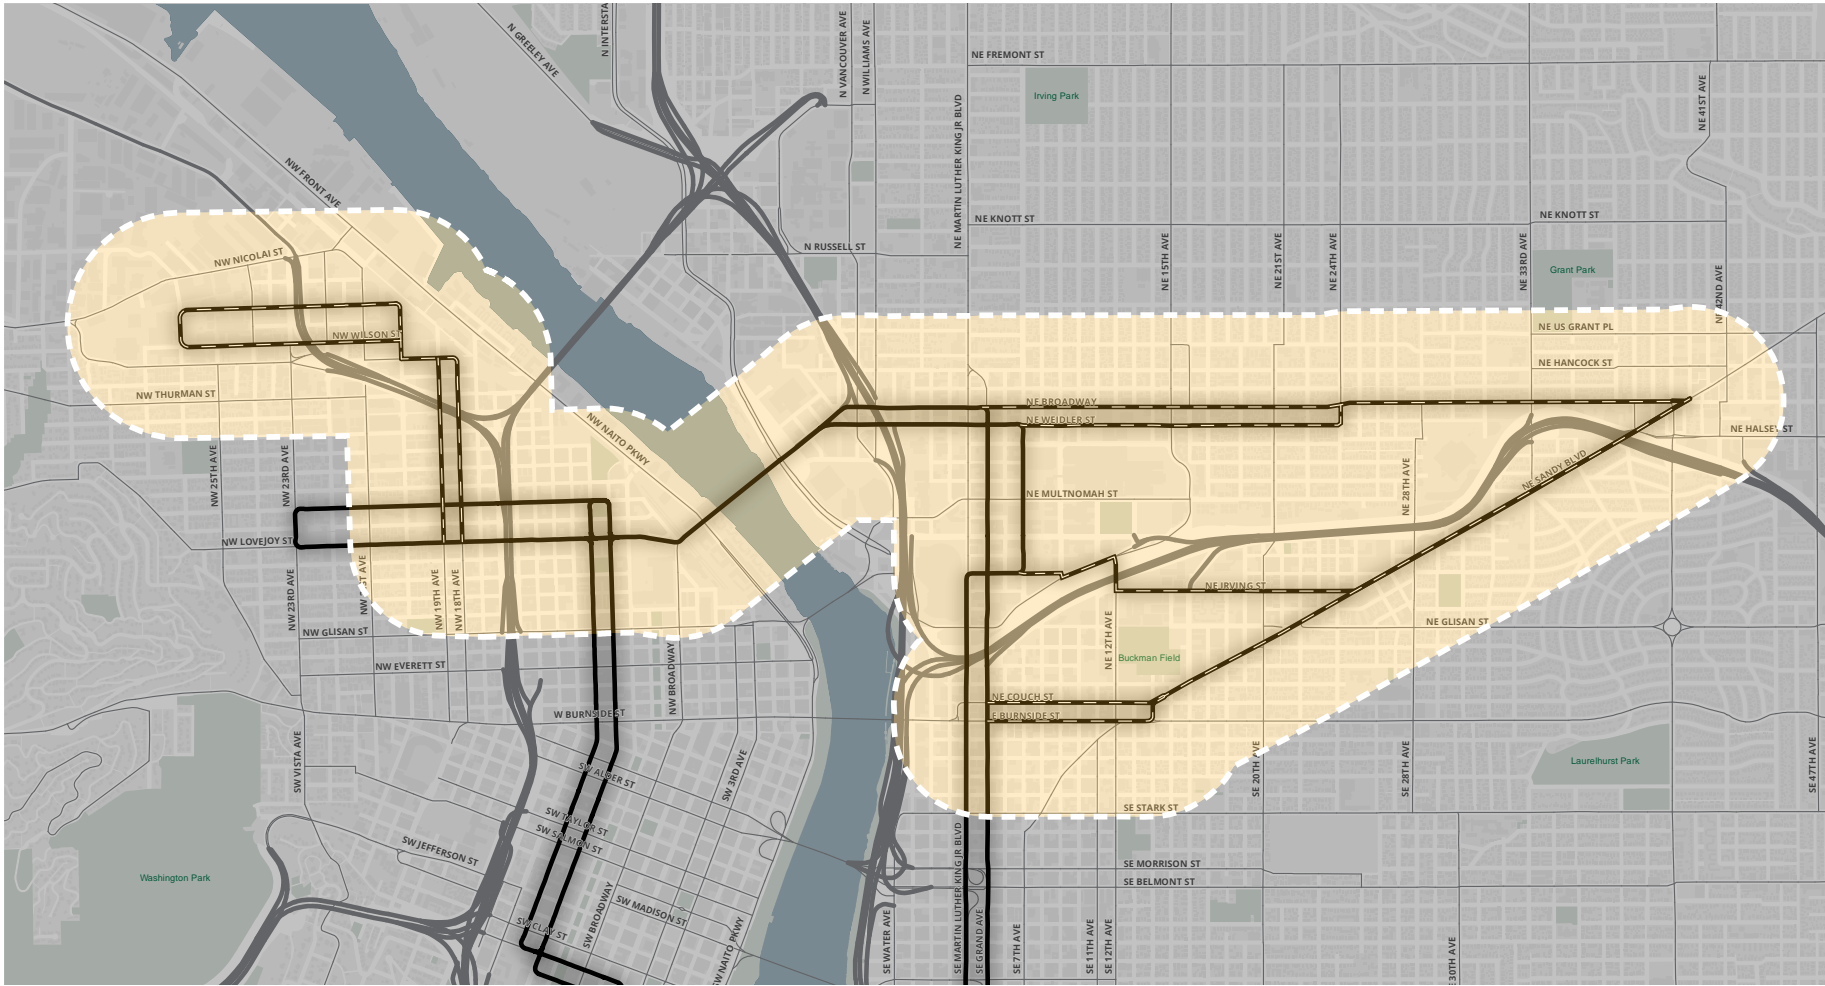 N GREELEY AVE
N INTERSTA
N VANCOUVER AVE
N WILLIAMS AVE
NE FREMONT ST
Irving Park
NE 41ST AVE
NE MARTIN LUTHER KING JR BLVD
NW FRONT AVE
NE KNOTT ST
NE KNOTT ST
N RUSSELL ST
NE 15TH AVE
NE 21ST AVE
NE 24TH AVE
NE 33RD AVE
Grant Park
NE 42ND AVE
NW NICOLAI ST
NW WILSON ST
NE US GRANT PL
NE HANCOCK ST
NW THURMAN ST
NE BROADWAY
NE WEIDLER ST
NE HALSEY ST
NW NAITO PKWY
NW 25TH AVE
NW 23RD AVE
NE MULTNOMAH ST
NE 28TH AVE
NE SANDY BLVD
NW LOVEJOY ST
NW 23RD AVE
ST AVE
NW 19TH AVE
NW 18TH AVE
NE IRVING ST
NE 12TH AVE
NW GLISAN ST
NE GLISAN ST
Buckman Field
NW EVERETT ST
NW BROADWAY
NE COUCH ST
W BURNSIDE ST
E BURNSIDE ST
SW VISTA AVE
SW ALDER ST
SW 3RD AVE
SE 20TH AVE
SE 28TH AVE
Laurelhurst Park
SE 47TH AVE
SW TAYLOR ST
SW SALMON ST
SE STARK ST
SW JEFFERSON ST
SE MORRISON ST
SE BELMONT ST
Washington Park
SW MADISON ST
SW CLAY ST
SW BROADWAY
SW NAITO PKWY
SE WATER AVE
SE MARTIN LUTHER KING JR BLVD
SE GRAND AVE
SE 7TH AVE
SE 11TH AVE
SE 12TH AVE
SE 30TH AVE